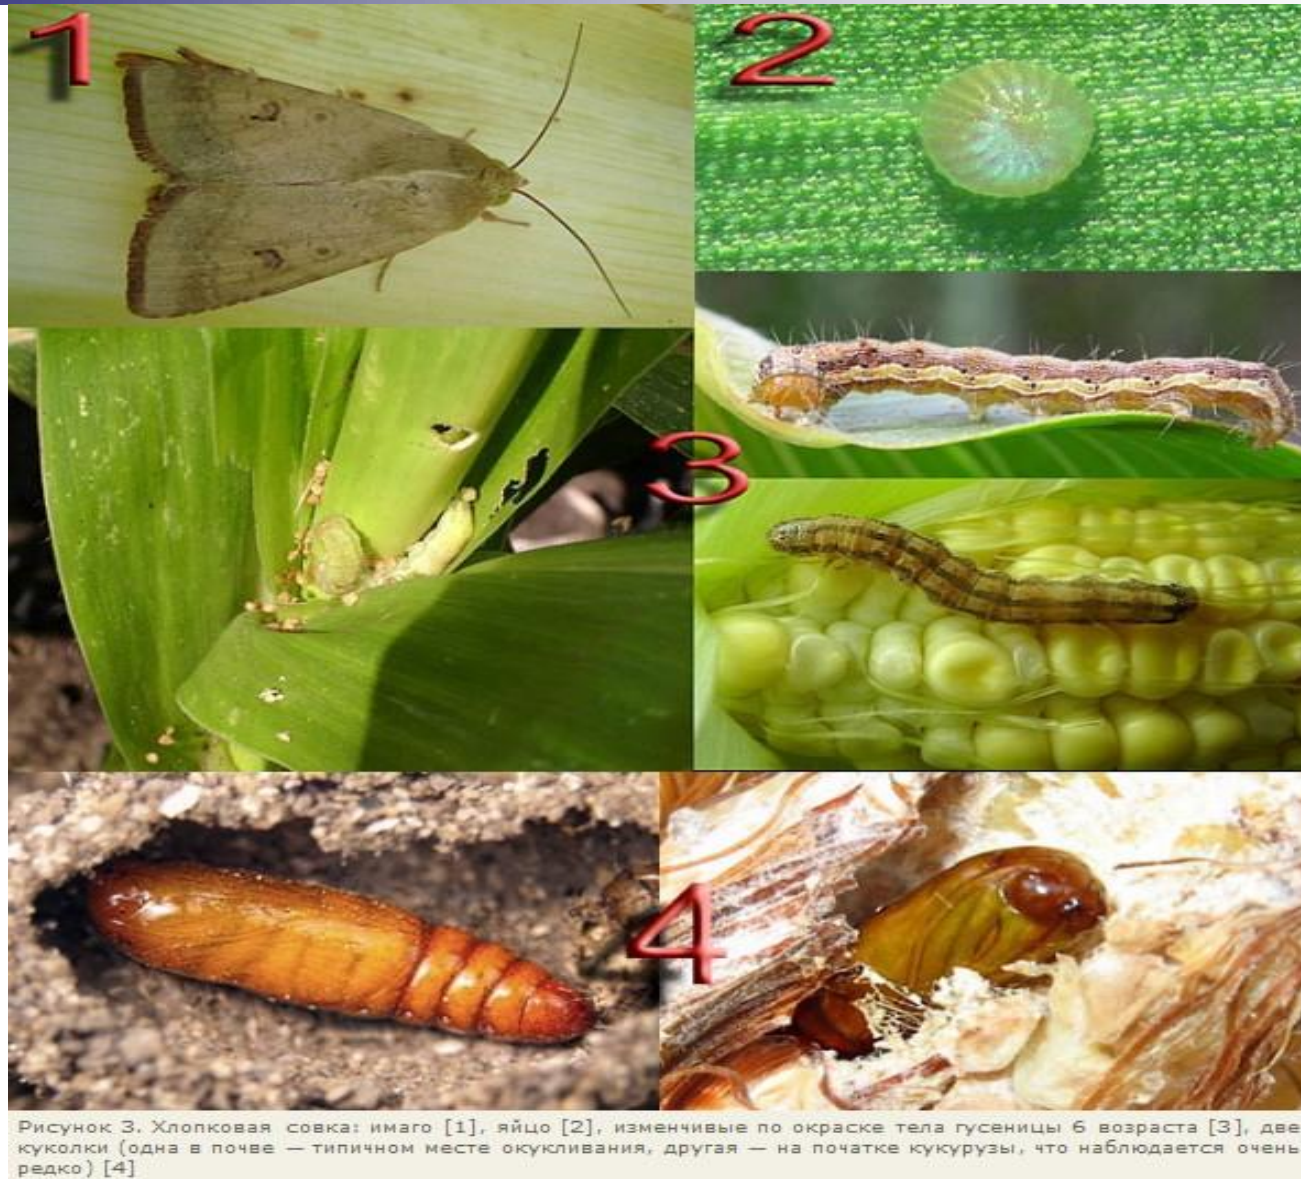 1
2
3
4
Рисунок 3. Хлопковая совка: имаго [1], яйцо [2], изменчивые по окраске тела гусеницы 6 возраста [3], две
куколки (одна в почве — типичном месте окукливания, другая — на початке кукурузы, что наблюдается очень
редко) [4]